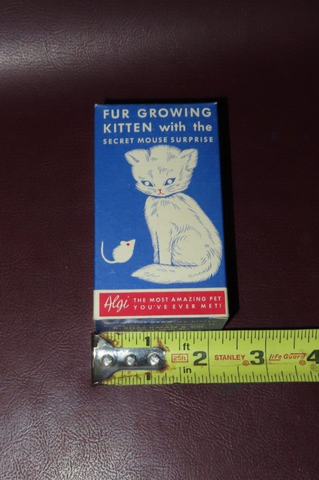 FUR GROWING
KITTEN with the
SECRET MOUSE SURPRISE
Algi THE MOST AMAZING PET
YOU'VE EVER MET!
1 ft 2 STANLEY 3 Life Guard 4
in